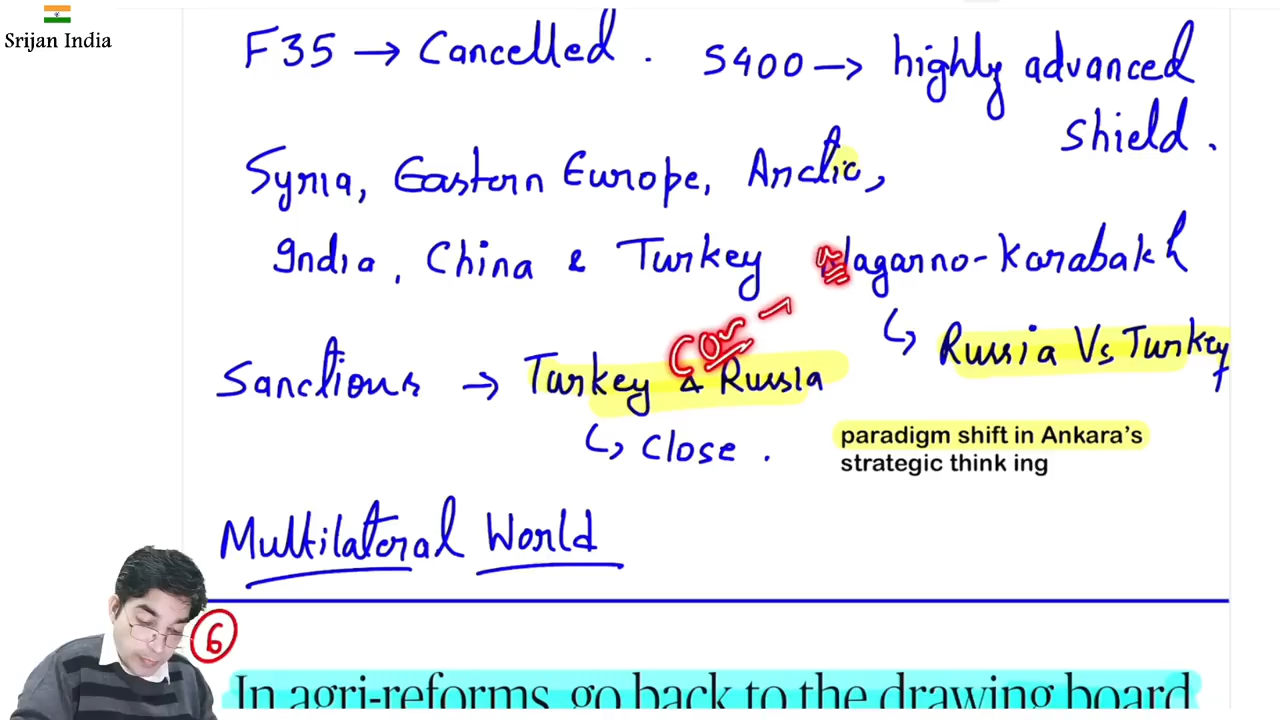 Srijan India
F35 → Cancelled . S400 → highly advanced
shield .
Syria, Eastern Europe, Arctic,
India, China & Turkey Nagarno-Karabakh
↳ Russia Vs Turkey
Sanctions → Turkey & Russia
↳ Close .
paradigm shift in Ankara's
strategic think ing
Multilateral World
6
In agri-reforms, go back to the drawing board